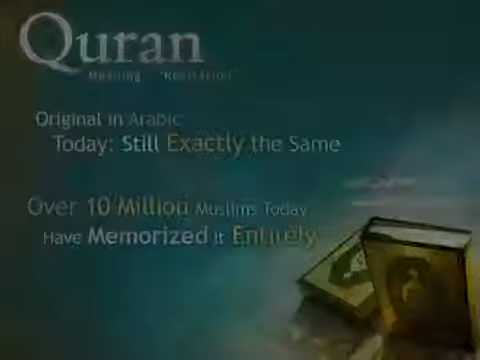 Quran
Meaning "Recitation"
Original in Arabic
Today: Still Exactly the Same
Over 10 Million Muslims Today
Have Memorized it Entirely